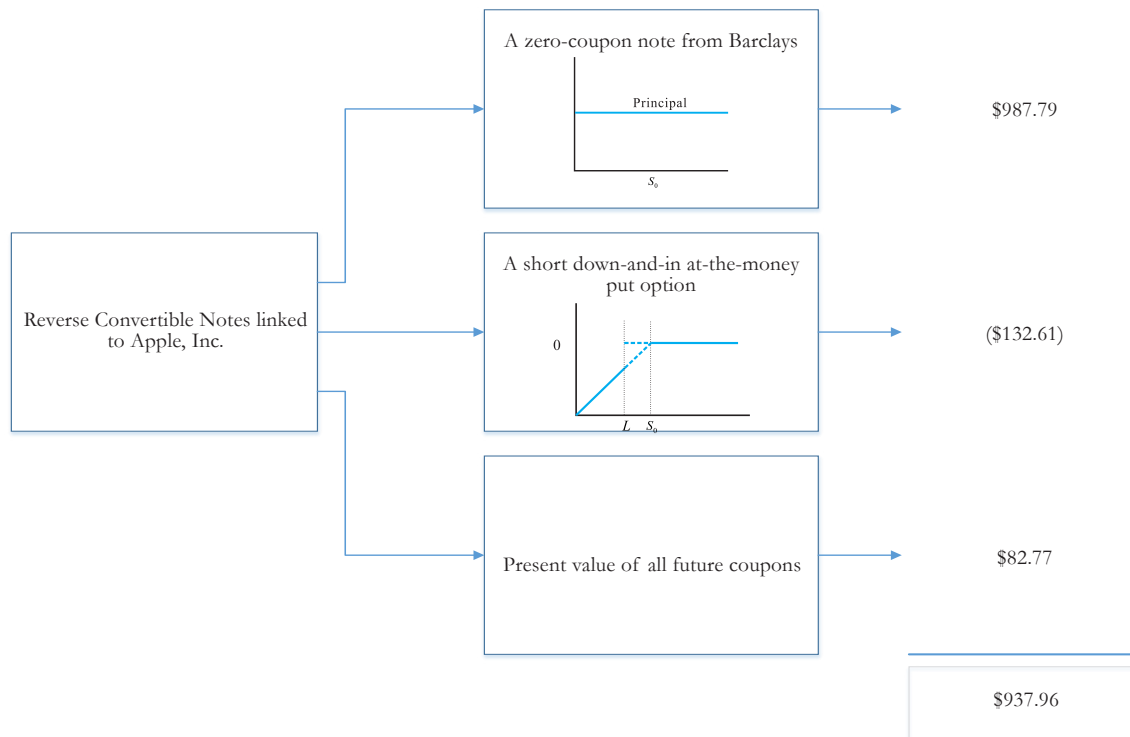 A zero-coupon note from Barclays
Principal
S₀
$987.79
Reverse Convertible Notes linked
to Apple, Inc.
A short down-and-in at-the-money
put option
0
L S₀
($132.61)
Present value of all future coupons
$82.77
$937.96